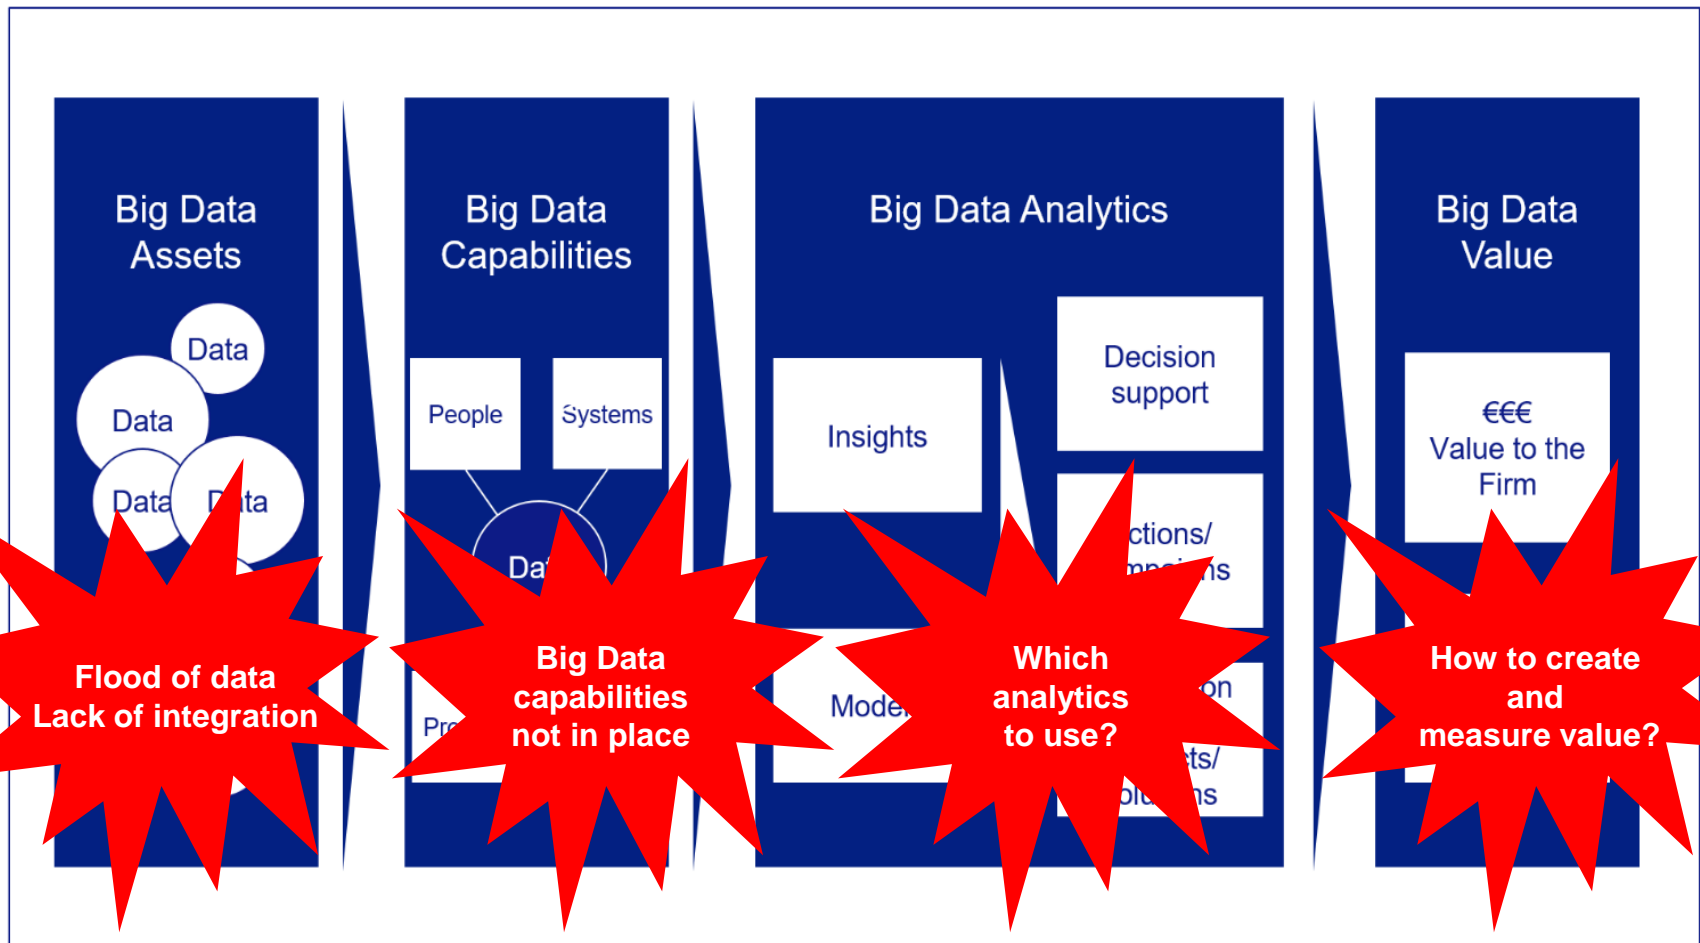 Big Data
Assets
Data
Data
Data
Data
Flood of data
Lack of integration
Big Data
Capabilities
People
Systems
Big Data
capabilities
not in place
Big Data Analytics
Insights
Decision
support
Which
analytics
to use?
Big Data
Value
€€€
Value to the
Firm
How to create
and
measure value?